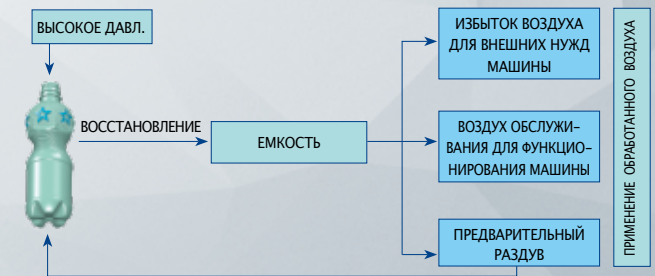 ВЫСОКОЕ ДАВЛ.
ВОССТАНОВЛЕНИЕ
ЕМКОСТЬ
ИЗБЫТОК ВОЗДУХА
ДЛЯ ВНЕШНИХ НУЖД
МАШИНЫ
ВОЗДУХ ОБСЛУЖИ-
ВАНИЯ ДЛЯ ФУНКЦИО-
НИРОВАНИЯ МАШИНЫ
ПРЕДВАРИТЕЛЬНЫЙ
РАЗДУВ
ПРИМЕНЕНИЕ ОБРАБОТАННОГО ВОЗДУХА